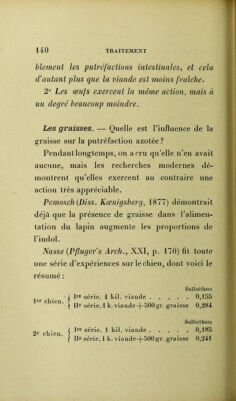 140 TRAITEMENT
blement les putréfactions intestinales, et cela
d'autant plus que la viande est moins fraîche.
2° Les œufs exercent la même action, mais à
un degré beaucoup moindre.
Les graisses. — Quelle est l'influence de la
graisse sur la putréfaction azotée ?
Pendant longtemps, on a cru qu'elle n'en avait
aucune, mais les recherches modernes dé-
montrent qu'elles exercent au contraire une
action très appréciable.
Pemosch (Diss. Kœnigsberg, 1877) démontrait
déjà que la présence de graisse dans l'alimen-
tation du lapin augmente les proportions de
l'indol.
Nasse (Pfluger's Arch., XXI, p. 170) fit toute
une série d'expériences sur le chien, dont voici le
résumé :
Sulfoéthers
1er chien. { Ire série. 1 kil. viande . . . . . 0,155
{ IIe série. 1 k. viande + 500 gr. graisse 0,284
Sulfoéthers
2e chien. { Ire série. 1 kil. viande . . . . . 0,185
{ IIe série. 1 k. viande + 500 gr. graisse 0,241